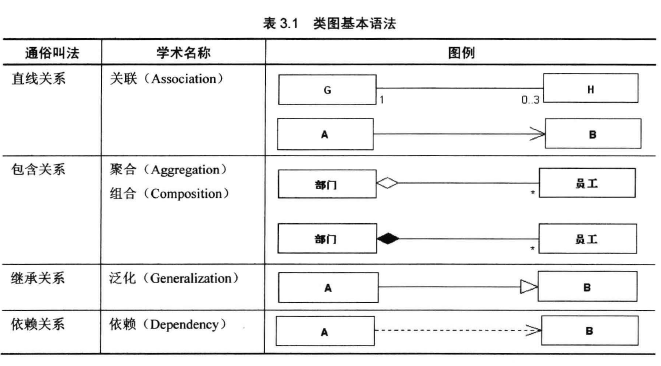 表 3.1 类图基本语法
通俗叫法 学术名称 图例
直线关系 关联（Association） G H
1 0..3
A B
包含关系 聚合（Aggregation） 部门 员工
*
组合（Composition）
部门 员工
*
继承关系 泛化（Generalization） A B
依赖关系 依赖（Dependency） A B